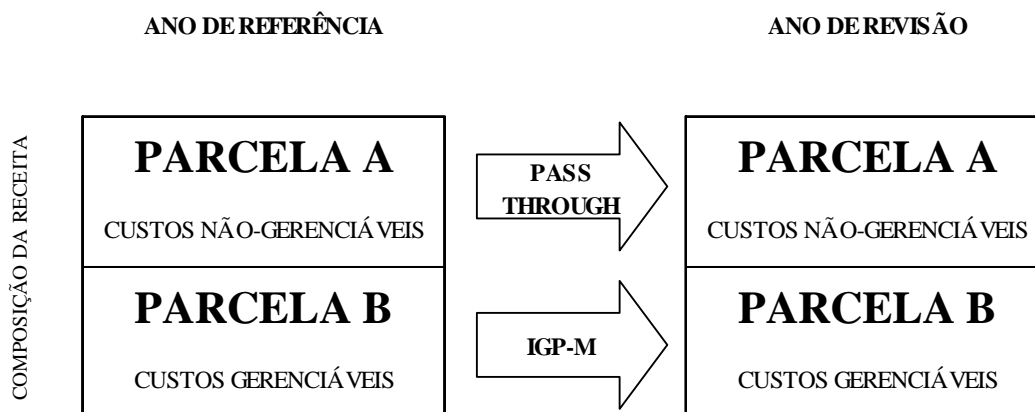 ANO DE REFERÊNCIA
ANO DE REVISÃO
COMPOSIÇÃO DA RECEITA
PARCELA A
CUSTOS NÃO-GERENCIÁVEIS
PASS
THROUGH
PARCELA A
CUSTOS NÃO-GERENCIÁVEIS
PARCELA B
CUSTOS GERENCIÁVEIS
IGP-M
PARCELA B
CUSTOS GERENCIÁVEIS